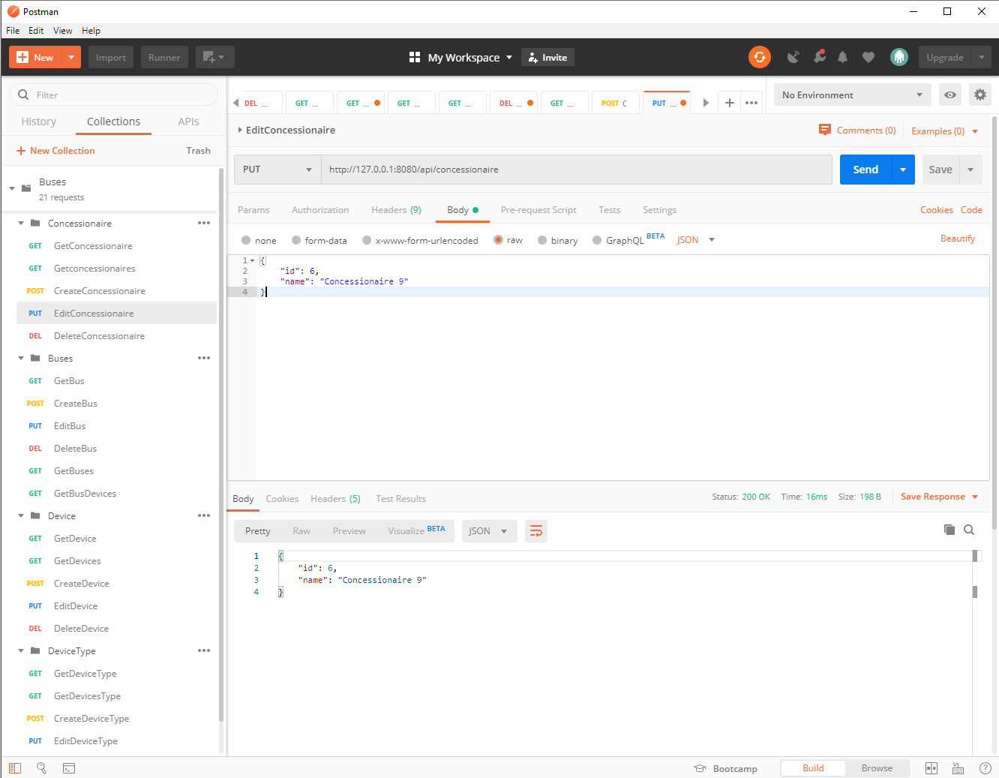 Postman
File Edit View Help
New Import Runner My Workspace Invite Upgrade
Filter
History Collections APIs
New Collection Trash
Buses
21 requests
Concessionaire
GET GetConcessionaire
GET Getconcessionaires
POST CreateConcessionaire
PUT EditConcessionaire
DEL DeleteConcessionaire
Buses
GET GetBus
POST CreateBus
PUT EditBus
DEL DeleteBus
GET GetBuses
GET GetBusDevices
Device
GET GetDevice
GET GetDevices
POST CreateDevice
PUT EditDevice
DEL DeleteDevice
DeviceType
GET GetDeviceType
GET GetDevicesType
POST CreateDeviceType
PUT EditDeviceType
DEL ... GET ... GET ... GET ... GET ... DEL ... GET ... POST C PUT ...
No Environment
EditConcessionaire Comments (0) Examples (0)
PUT http://127.0.0.1:8080/api/concessionaire Send Save
Params Authorization Headers (9) Body Pre-request Script Tests Settings Cookies Code
none form-data x-www-form-urlencoded raw binary GraphQL BETA JSON Beautify
1 {
2 "id": 6,
3 "name": "Concessionaire 9"
4 }
Body Cookies Headers (5) Test Results Status: 200 OK Time: 16ms Size: 198 B Save Response
Pretty Raw Preview Visualize BETA JSON
1 {
2 "id": 6,
3 "name": "Concessionaire 9"
4 }
Bootcamp Build Browse